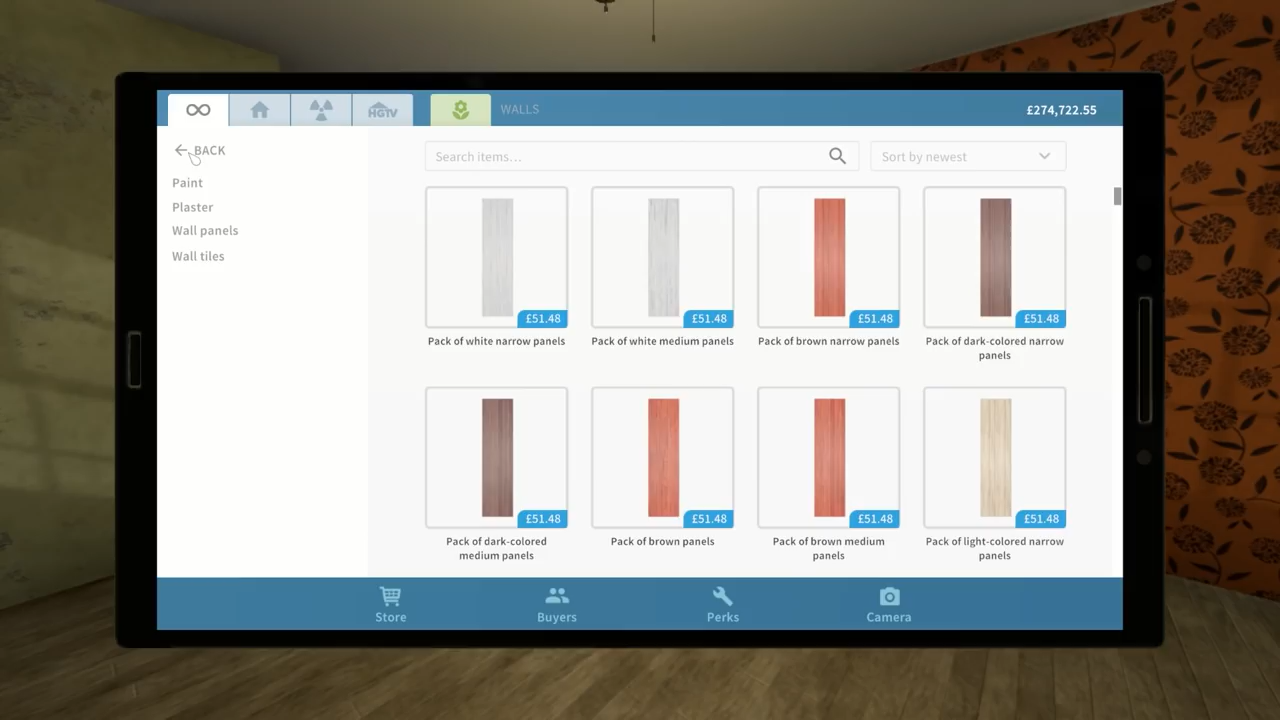 HGTV
WALLS
£274,722.55
BACK
Search items...
Sort by newest
Paint
Plaster
Wall panels
Wall tiles
£51.48
£51.48
£51.48
£51.48
Pack of white narrow panels
Pack of white medium panels
Pack of brown narrow panels
Pack of dark-colored narrow
panels
£51.48
£51.48
£51.48
£51.48
Pack of dark-colored
medium panels
Pack of brown panels
Pack of brown medium
panels
Pack of light-colored narrow
panels
Store
Buyers
Perks
Camera